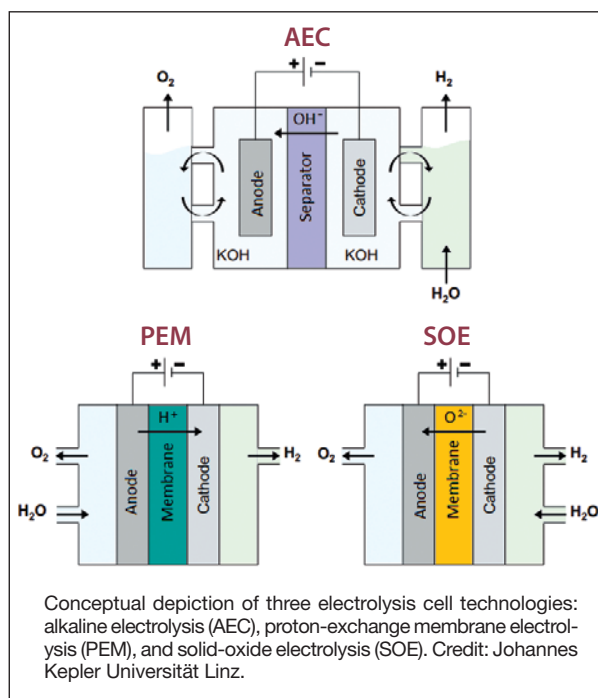 AEC
+ −
O₂
H₂
OH⁻
Anode
Separator
Cathode
KOH
KOH
H₂O
PEM
+ −
H⁺
O₂
H₂
H₂O
Anode
Membrane
Cathode
SOE
+ −
O²⁻
O₂
H₂
H₂O
Anode
Membrane
Cathode
Conceptual depiction of three electrolysis cell technologies:
alkaline electrolysis (AEC), proton-exchange membrane electrol-
ysis (PEM), and solid-oxide electrolysis (SOE). Credit: Johannes
Kepler Universität Linz.